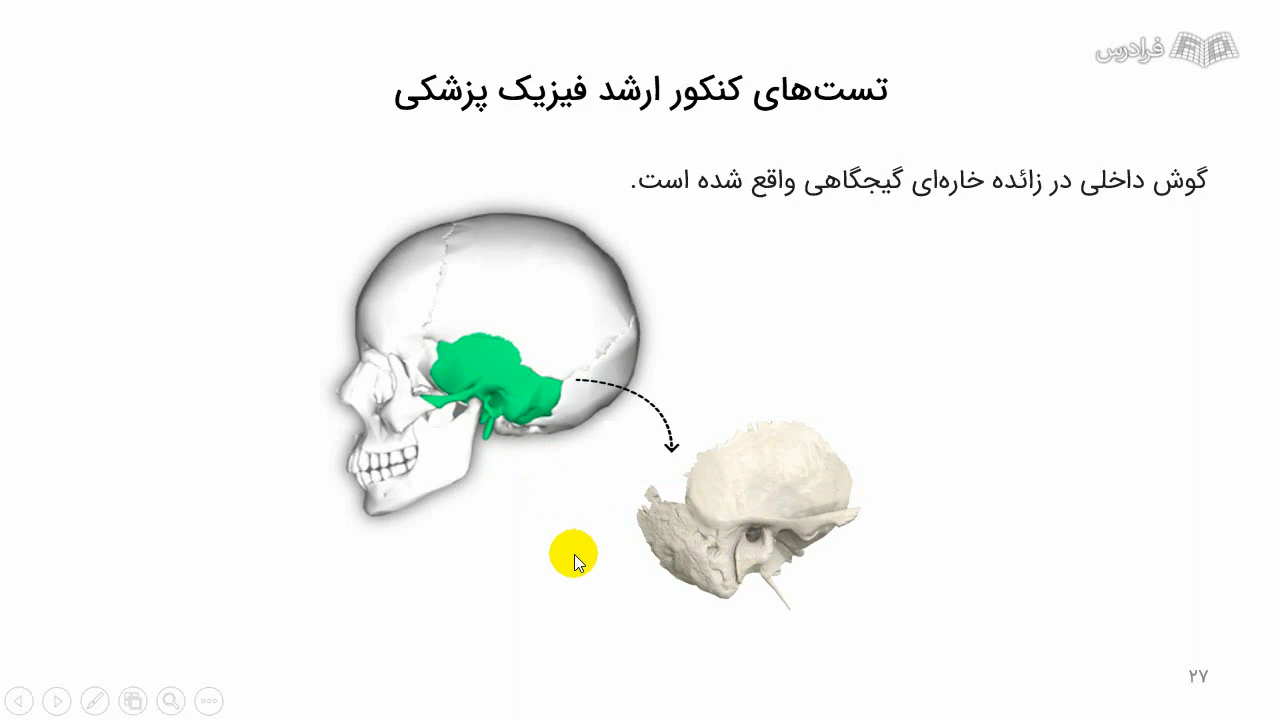 فرادرس
تست‌های کنکور ارشد فیزیک پزشکی
گوش داخلی در زائده خاره‌ای گیجگاهی واقع شده است.
۲۷